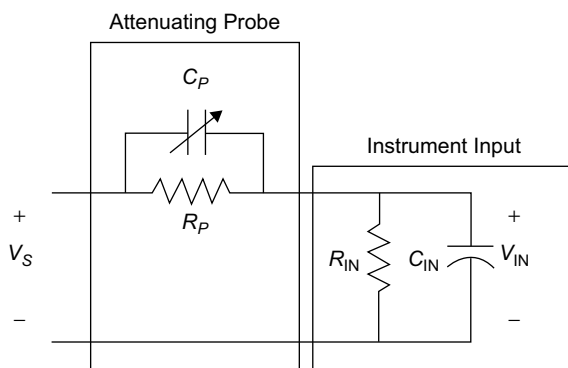 Attenuating Probe
C_P
Instrument Input
R_P
+
V_S
−
R_IN
C_IN
+
V_IN
−